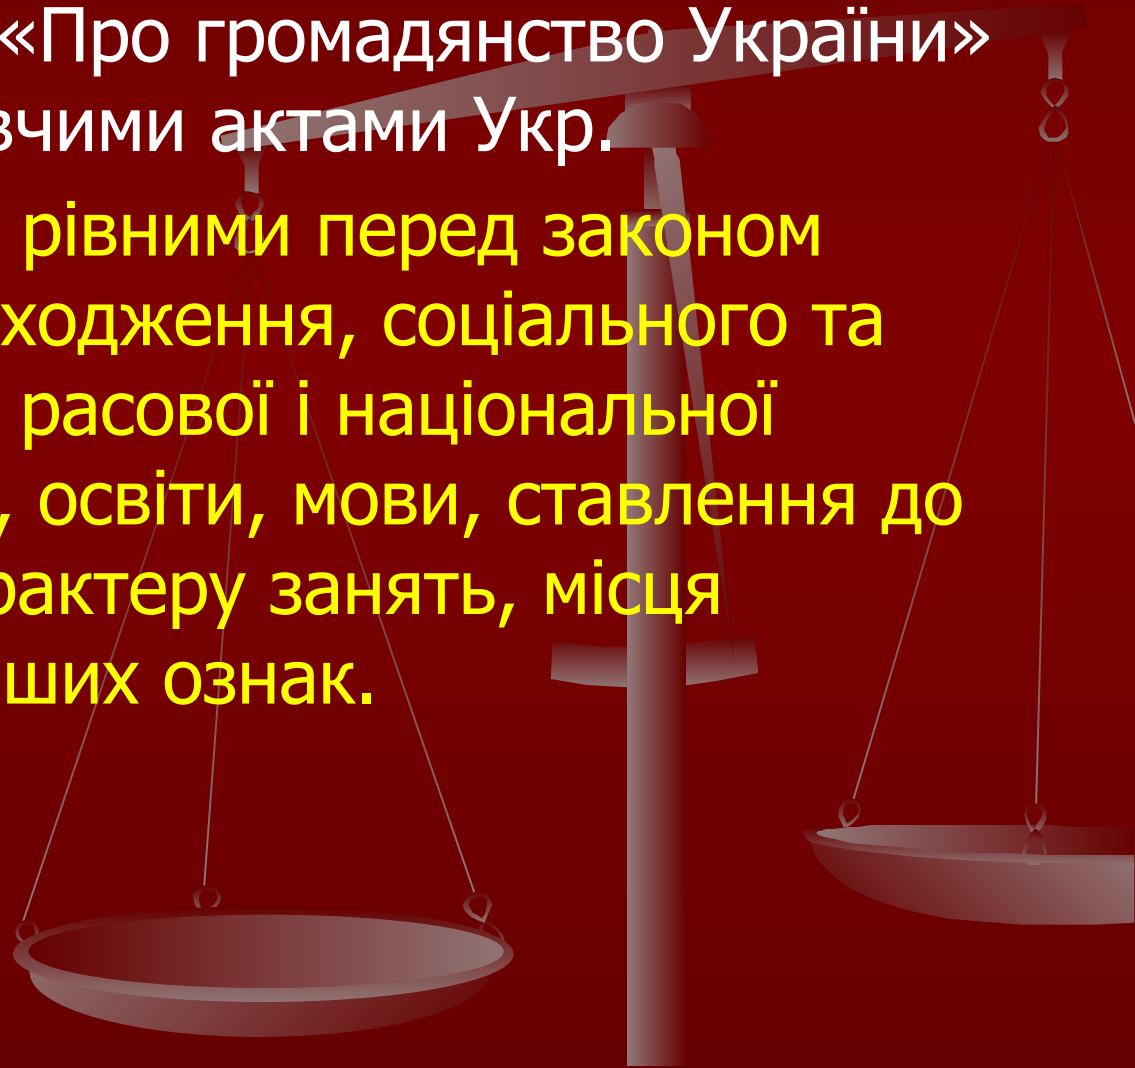 «Про громадянство України»
вчими актами Укр.
рівними перед законом
ходження, соціального та
расової і національної
, освіти, мови, ставлення до
рактеру занять, місця
ших ознак.